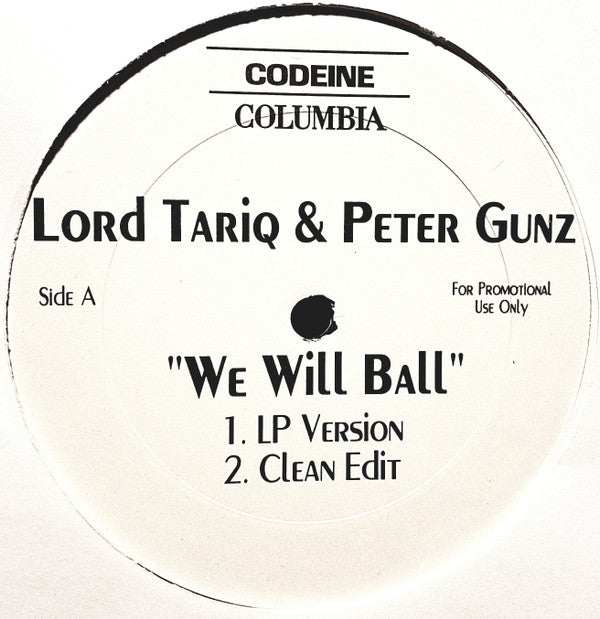 CODEINE
COLUMBIA
Lord Tariq & Peter Gunz
Side A
For Promotional
Use Only
"We Will Ball"
1. LP Version
2. Clean Edit